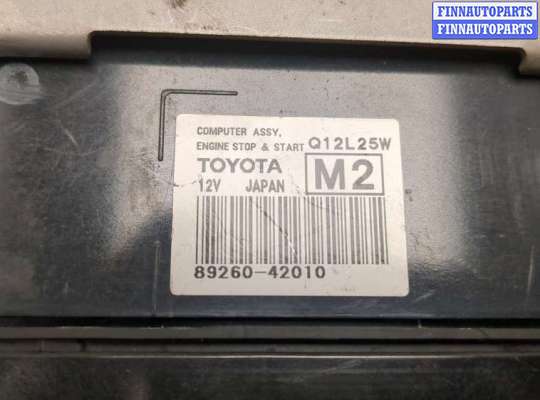 FINNAUTOPARTS
FINNAUTOPARTS
COMPUTER ASSY,
ENGINE STOP & START Q12L25W
TOYOTA M2
12V JAPAN
89260-42010